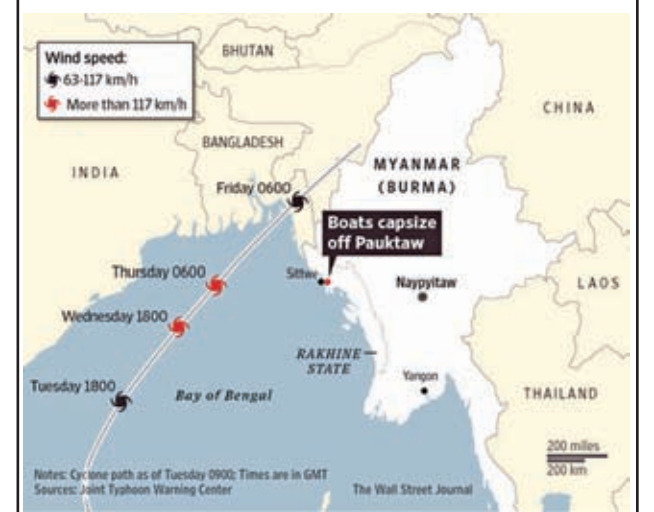 Wind speed:
63-117 km/h
More than 117 km/h
BHUTAN
CHINA
BANGLADESH
INDIA
MYANMAR
(BURMA)
Friday 0600
Boats capsize
off Pauktaw
Thursday 0600
Sittwe
Naypyitaw
LAOS
Wednesday 1800
RAKHINE
STATE
Yangon
Tuesday 1800
Bay of Bengal
THAILAND
200 miles
200 km
Notes: Cyclone path as of Tuesday 0900; Times are in GMT
Sources: Joint Typhoon Warning Center
The Wall Street Journal